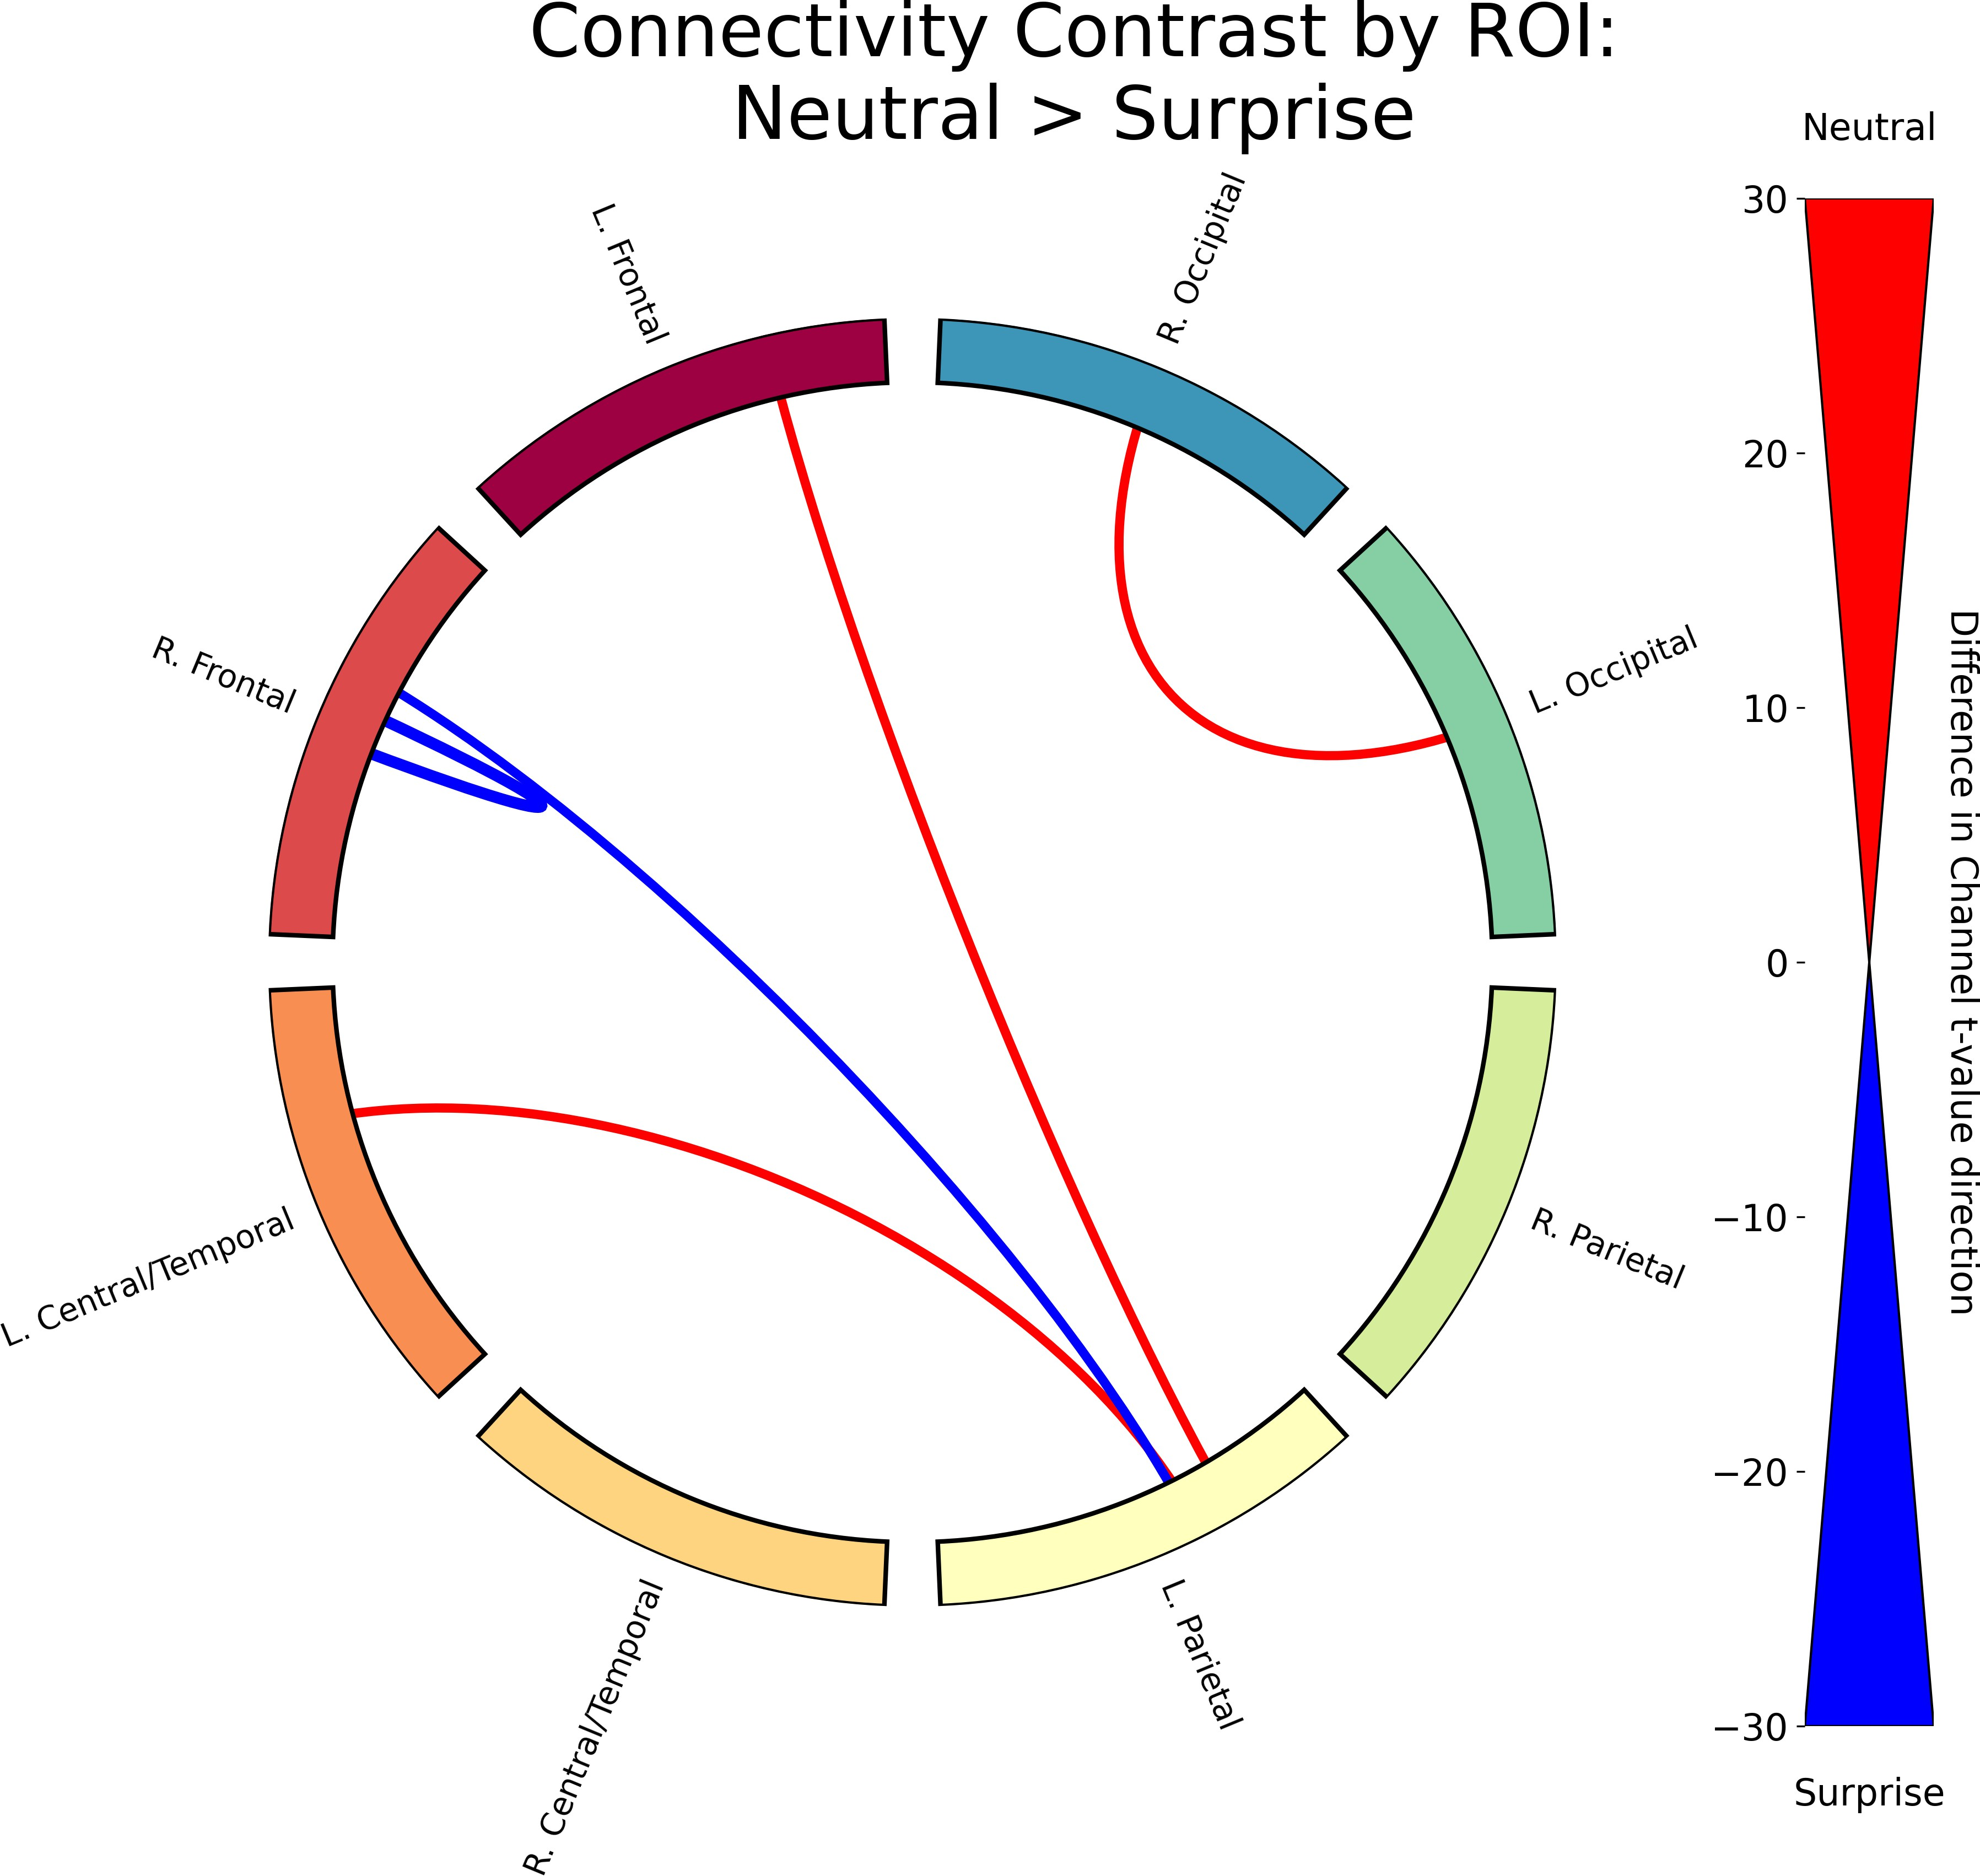 Connectivity Contrast by ROI:
Neutral > Surprise
L. Frontal
R. Occipital
R. Frontal
L. Occipital
L. Central/Temporal
R. Parietal
R. Central/Temporal
L. Parietal
Neutral
30
20
10
0
−10
−20
−30
Surprise
Difference in Channel t-value direction